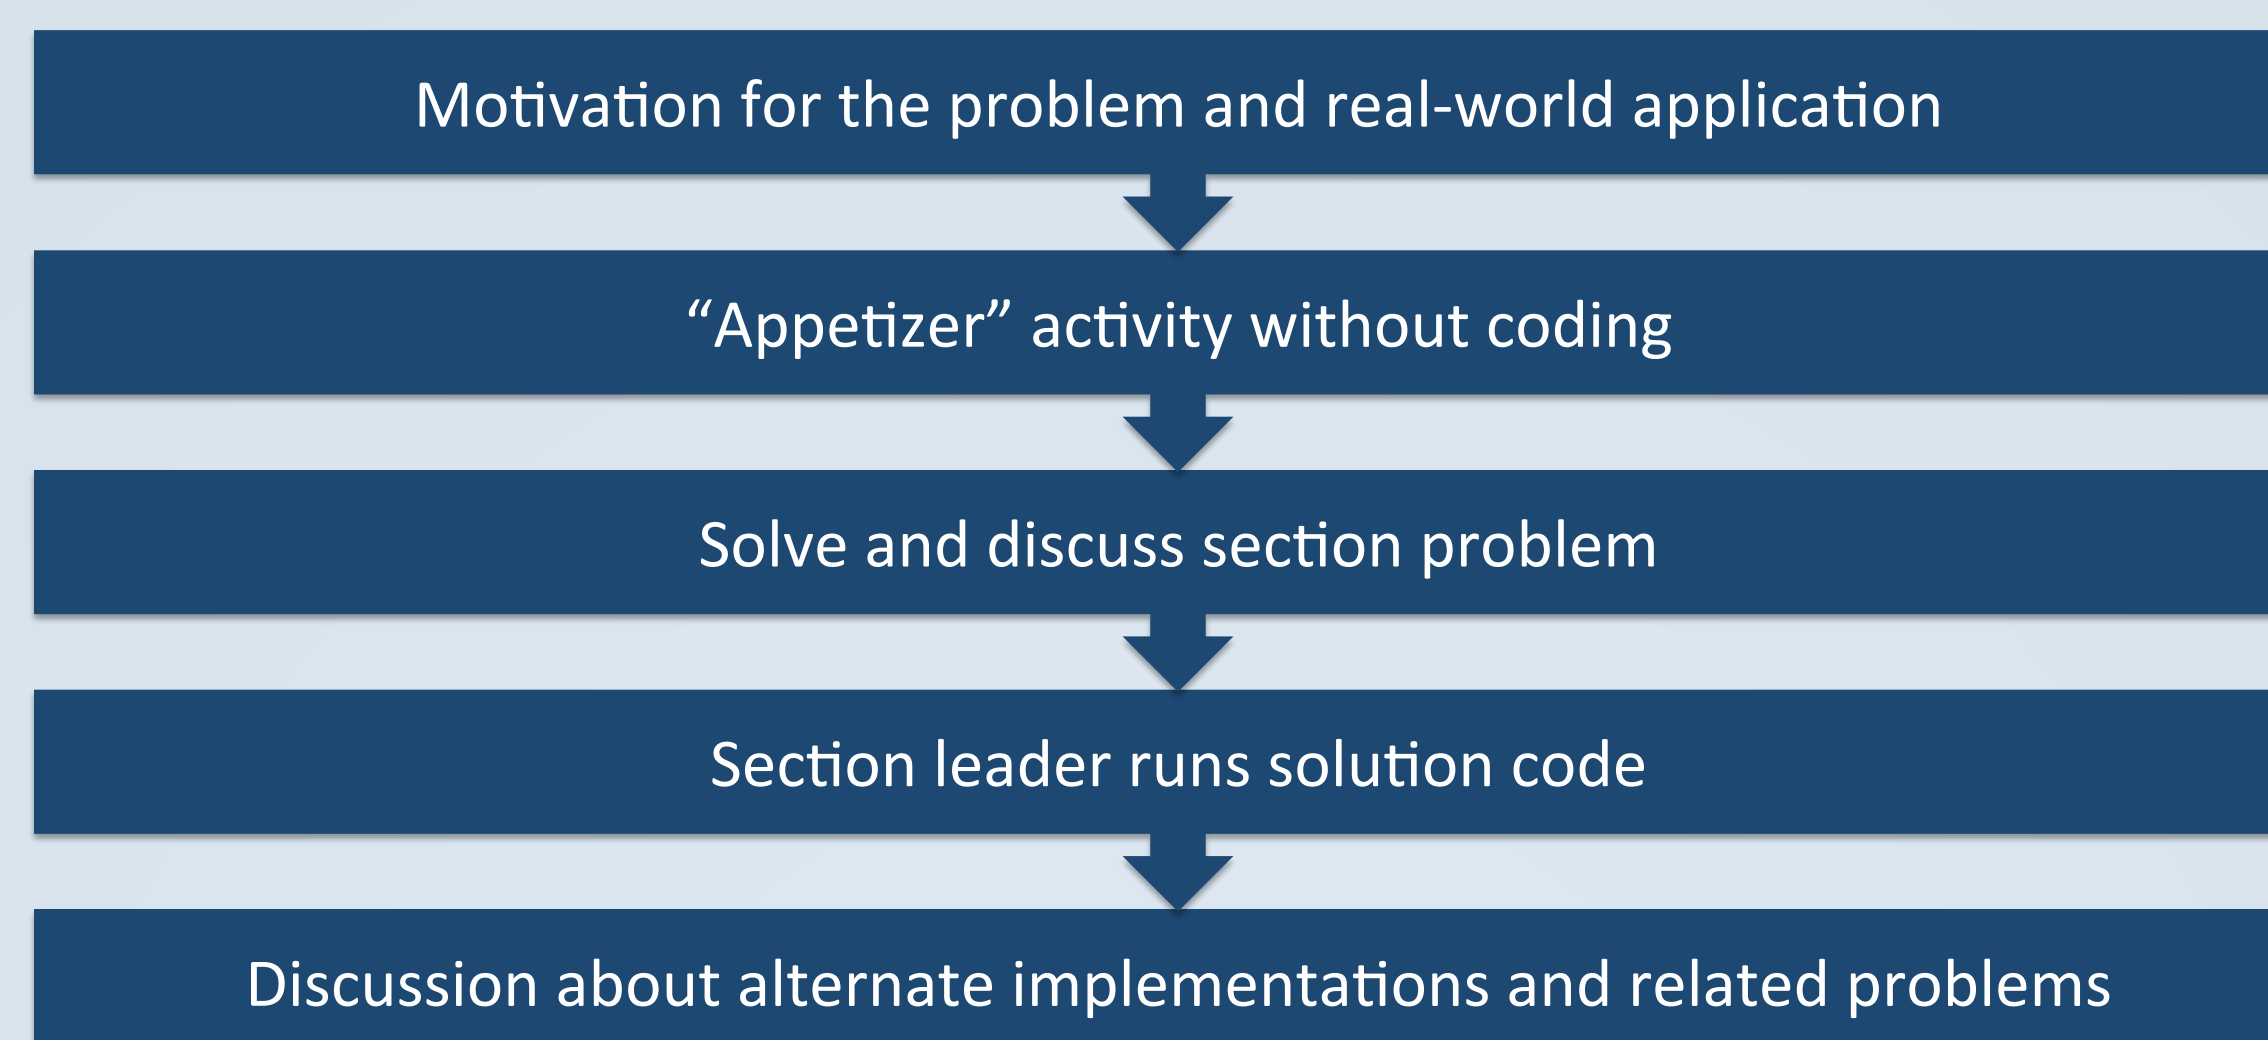 Motivation for the problem and real-world application
“Appetizer” activity without coding
Solve and discuss section problem
Section leader runs solution code
Discussion about alternate implementations and related problems